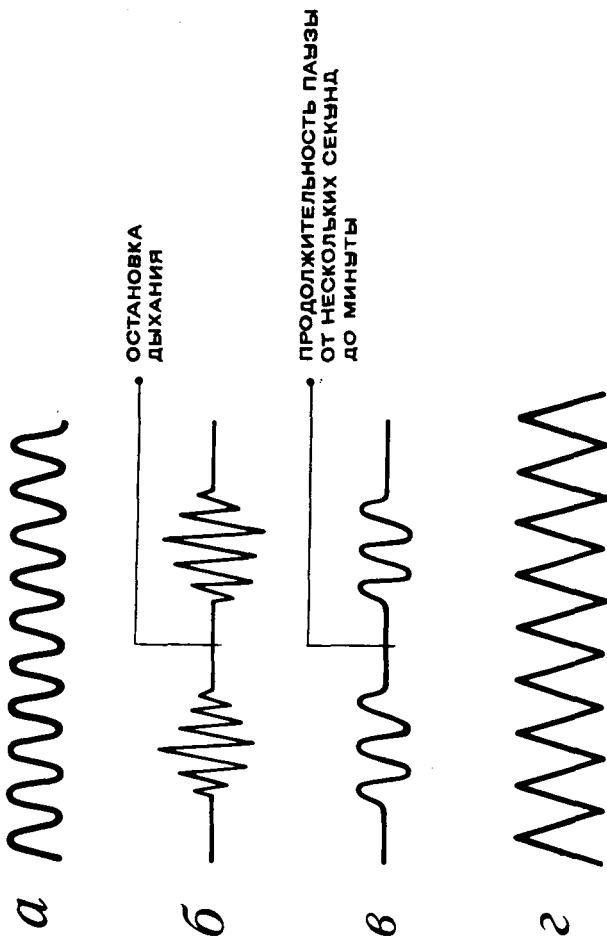 а
б
ОСТАНОВКА
ДЫХАНИЯ
в
ПРОДОЛЖИТЕЛЬНОСТЬ ПАУЗЫ
ОТ НЕСКОЛЬКИХ СЕКУНД
ДО МИНУТЫ
г